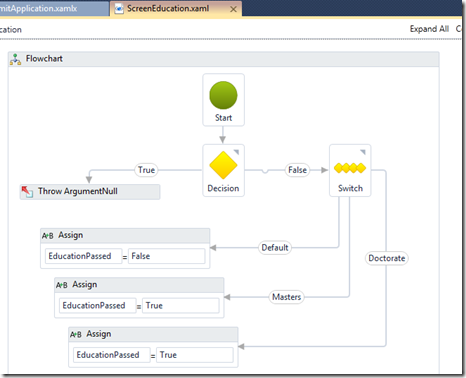 mitApplication.xamlx
ScreenEducation.xaml
cation
Expand All
Flowchart
Start
True
Decision
False
Switch
Throw ArgumentNull
Assign
EducationPassed = False
Default
Doctorate
Assign
EducationPassed = True
Masters
Assign
EducationPassed = True